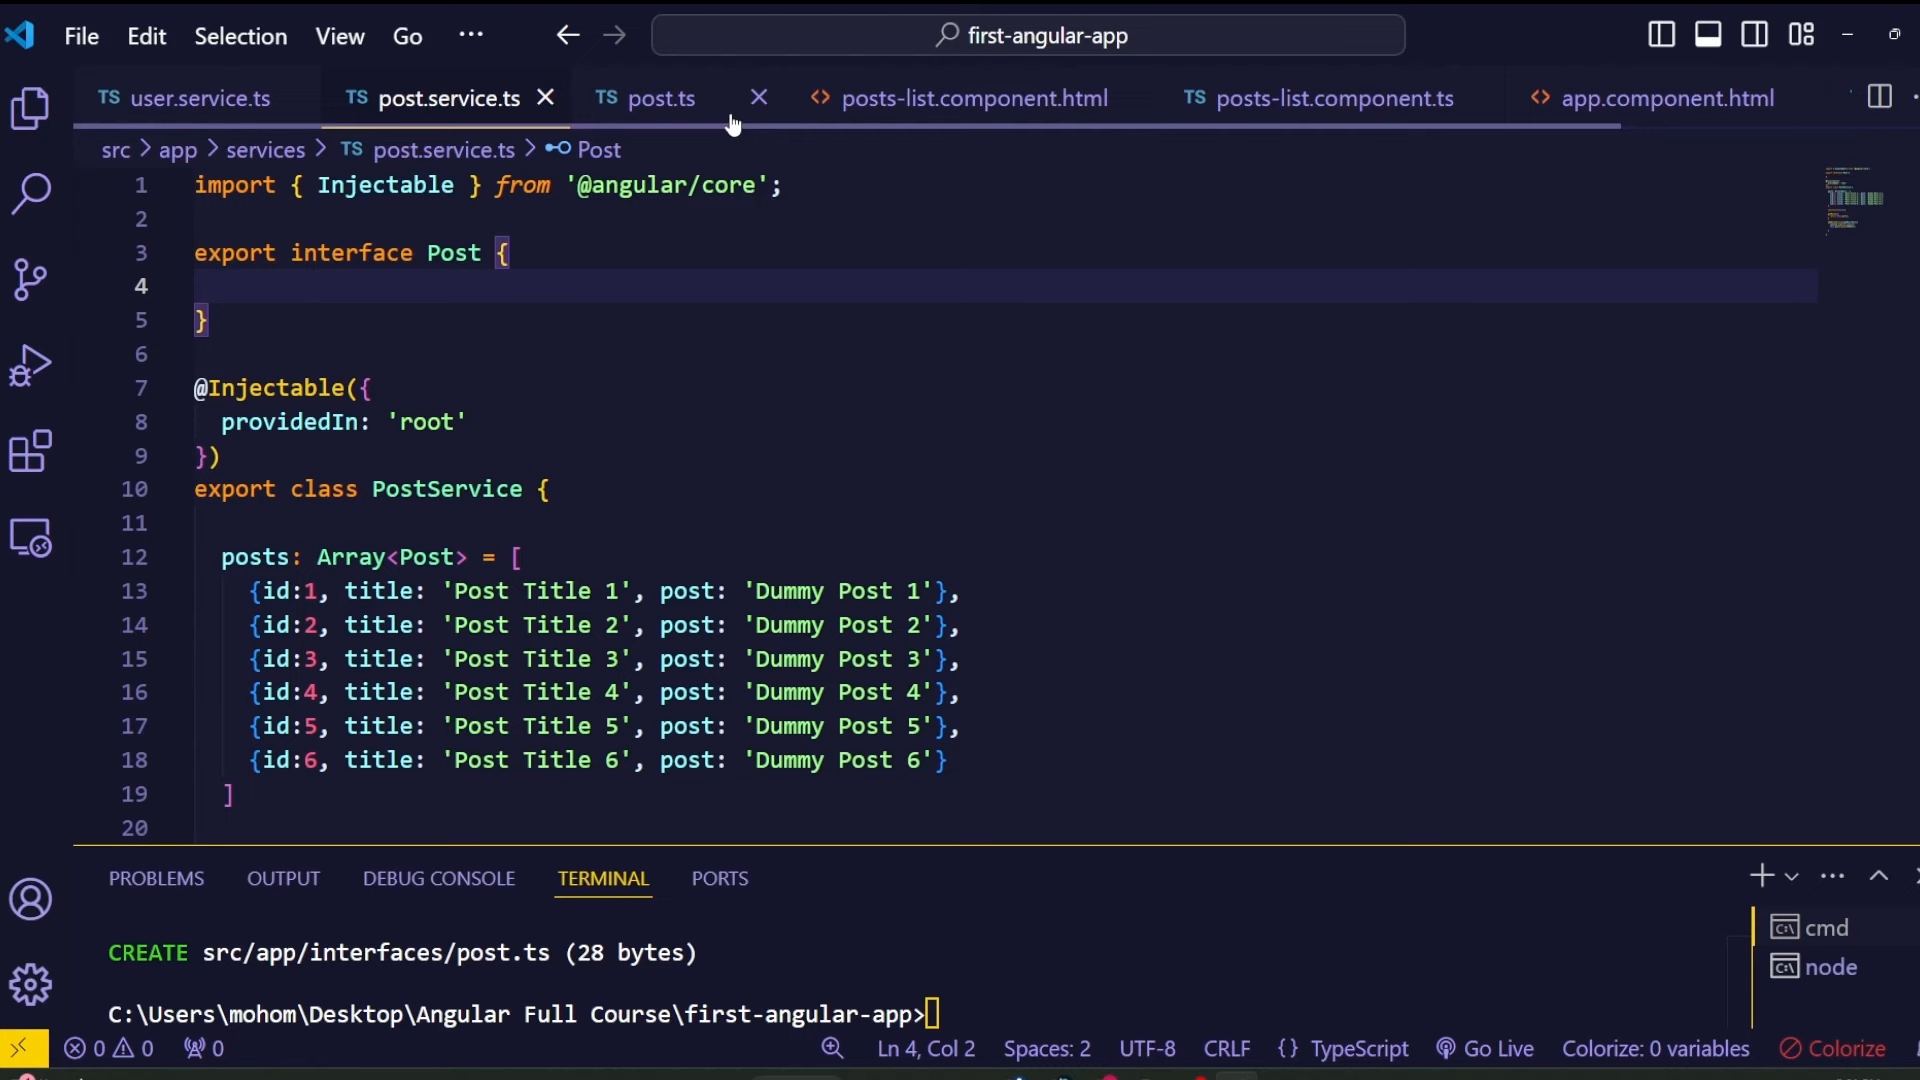 File Edit Selection View Go ··· first-angular-app
TS user.service.ts TS post.service.ts TS post.ts <> posts-list.component.html TS posts-list.component.ts <> app.component.html
src > app > services > TS post.service.ts > Post
1 import { Injectable } from '@angular/core';
2
3 export interface Post {
4
5 }
6
7 @Injectable({
8 providedIn: 'root'
9 })
10 export class PostService {
11
12 posts: Array<Post> = [
13 {id:1, title: 'Post Title 1', post: 'Dummy Post 1'},
14 {id:2, title: 'Post Title 2', post: 'Dummy Post 2'},
15 {id:3, title: 'Post Title 3', post: 'Dummy Post 3'},
16 {id:4, title: 'Post Title 4', post: 'Dummy Post 4'},
17 {id:5, title: 'Post Title 5', post: 'Dummy Post 5'},
18 {id:6, title: 'Post Title 6', post: 'Dummy Post 6'}
19 ]
20
PROBLEMS OUTPUT DEBUG CONSOLE TERMINAL PORTS
cmd
node
CREATE src/app/interfaces/post.ts (28 bytes)
C:\Users\mohom\Desktop\Angular Full Course\first-angular-app>
0 0 0 Ln 4, Col 2 Spaces: 2 UTF-8 CRLF {} TypeScript Go Live Colorize: 0 variables Colorize